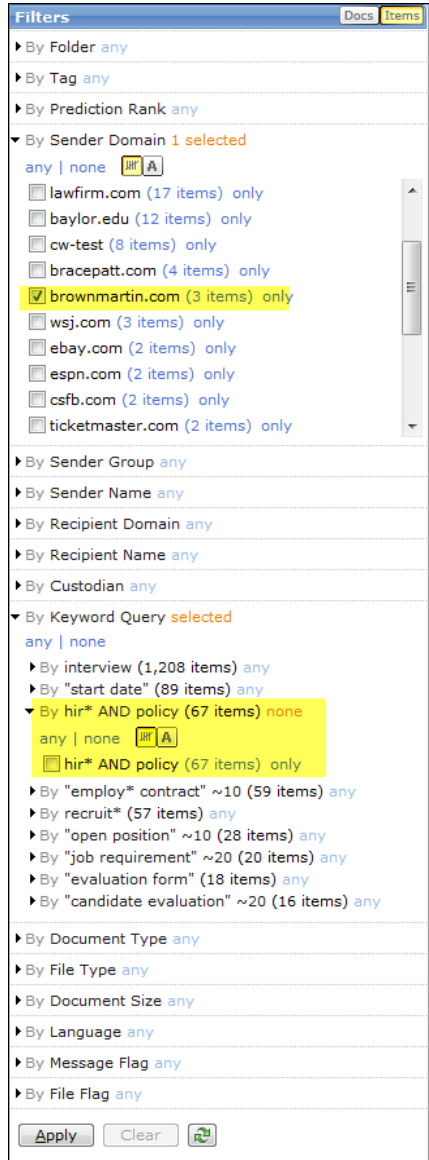 Filters Docs Items
By Folder any
By Tag any
By Prediction Rank any
By Sender Domain 1 selected
any | none A
lawfirm.com (17 items) only
baylor.edu (12 items) only
cw-test (8 items) only
bracepatt.com (4 items) only
brownmartin.com (3 items) only
wsj.com (3 items) only
ebay.com (2 items) only
espn.com (2 items) only
csfb.com (2 items) only
ticketmaster.com (2 items) only
By Sender Group any
By Sender Name any
By Recipient Domain any
By Recipient Name any
By Custodian any
By Keyword Query selected
any | none
By interview (1,208 items) any
By "start date" (89 items) any
By hir* AND policy (67 items) none
any | none A
hir* AND policy (67 items) only
By "employ* contract" ~10 (59 items) any
By recruit* (57 items) any
By "open position" ~10 (28 items) any
By "job requirement" ~20 (20 items) any
By "evaluation form" (18 items) any
By "candidate evaluation" ~20 (16 items) any
By Document Type any
By File Type any
By Document Size any
By Language any
By Message Flag any
By File Flag any
Apply Clear